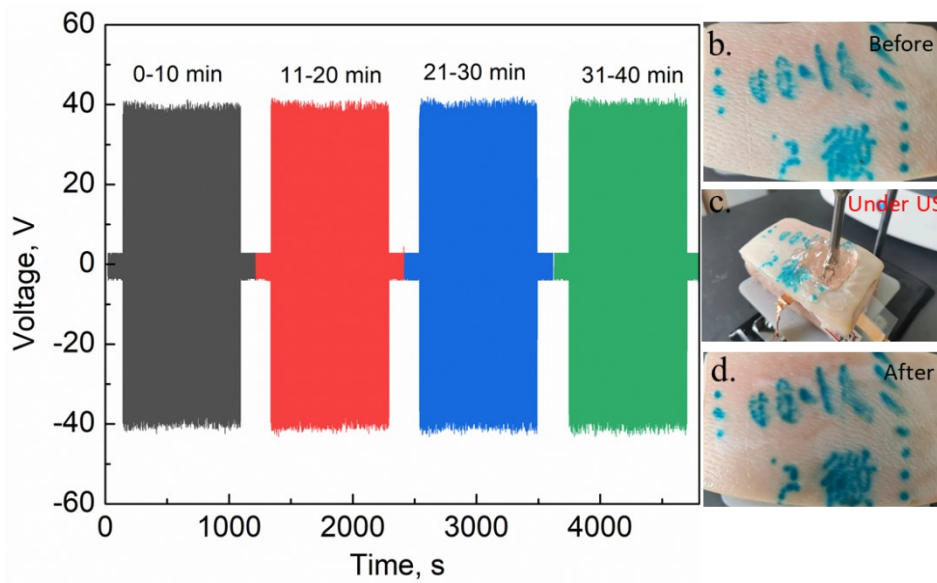 60
40
20
0
-20
-40
-60
Voltage, V
0-10 min
11-20 min
21-30 min
31-40 min
0
1000
2000
3000
4000
Time, s
b.
Before
c.
Under US
d.
After